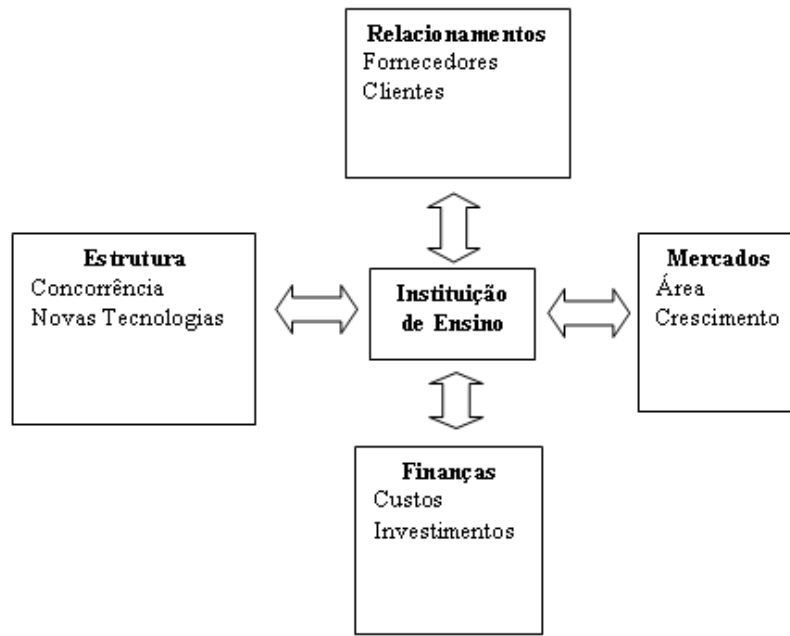 Relacionamentos
Fornecedores
Clientes
Estrutura
Concorrência
Novas Tecnologias
Instituição
de Ensino
Mercados
Área
Crescimento
Finanças
Custos
Investimentos